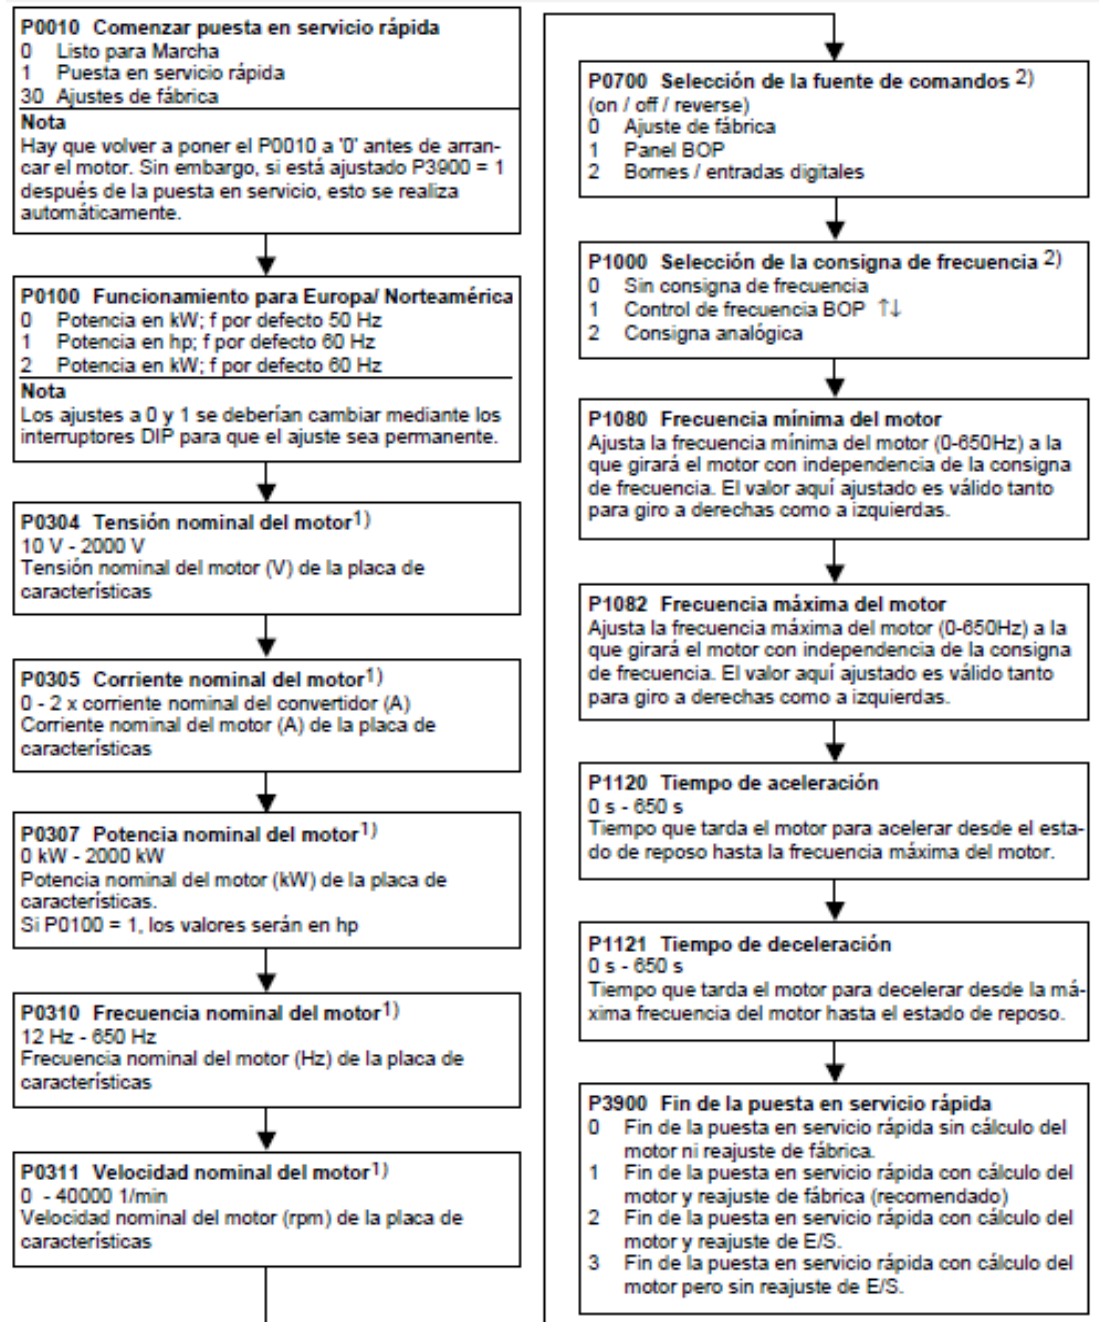 P0010 Comenzar puesta en servicio rápida
0 Listo para Marcha
1 Puesta en servicio rápida
30 Ajustes de fábrica
Nota
Hay que volver a poner el P0010 a '0' antes de arran-
car el motor. Sin embargo, si está ajustado P3900 = 1
después de la puesta en servicio, esto se realiza
automáticamente.
P0100 Funcionamiento para Europa/ Norteamérica
0 Potencia en kW; f por defecto 50 Hz
1 Potencia en hp; f por defecto 60 Hz
2 Potencia en kW; f por defecto 60 Hz
Nota
Los ajustes a 0 y 1 se deberían cambiar mediante los
interruptores DIP para que el ajuste sea permanente.
P0304 Tensión nominal del motor1)
10 V - 2000 V
Tensión nominal del motor (V) de la placa de
características
P0305 Corriente nominal del motor1)
0 - 2 x corriente nominal del convertidor (A)
Corriente nominal del motor (A) de la placa de
características
P0307 Potencia nominal del motor1)
0 kW - 2000 kW
Potencia nominal del motor (kW) de la placa de
características.
Si P0100 = 1, los valores serán en hp
P0310 Frecuencia nominal del motor1)
12 Hz - 650 Hz
Frecuencia nominal del motor (Hz) de la placa de
características
P0311 Velocidad nominal del motor1)
0 - 40000 1/min
Velocidad nominal del motor (rpm) de la placa de
características
P0700 Selección de la fuente de comandos 2)
(on / off / reverse)
0 Ajuste de fábrica
1 Panel BOP
2 Bornes / entradas digitales
P1000 Selección de la consigna de frecuencia 2)
0 Sin consigna de frecuencia
1 Control de frecuencia BOP ↑↓
2 Consigna analógica
P1080 Frecuencia mínima del motor
Ajusta la frecuencia mínima del motor (0-650Hz) a la
que girará el motor con independencia de la consigna
de frecuencia. El valor aquí ajustado es válido tanto
para giro a derechas como a izquierdas.
P1082 Frecuencia máxima del motor
Ajusta la frecuencia máxima del motor (0-650Hz) a la
que girará el motor con independencia de la consigna
de frecuencia. El valor aquí ajustado es válido tanto
para giro a derechas como a izquierdas.
P1120 Tiempo de aceleración
0 s - 650 s
Tiempo que tarda el motor para acelerar desde el esta-
do de reposo hasta la frecuencia máxima del motor.
P1121 Tiempo de deceleración
0 s - 650 s
Tiempo que tarda el motor para decelerar desde la má-
xima frecuencia del motor hasta el estado de reposo.
P3900 Fin de la puesta en servicio rápida
0 Fin de la puesta en servicio rápida sin cálculo del
motor ni reajuste de fábrica.
1 Fin de la puesta en servicio rápida con cálculo del
motor y reajuste de fábrica (recomendado)
2 Fin de la puesta en servicio rápida con cálculo del
motor y reajuste de E/S.
3 Fin de la puesta en servicio rápida con cálculo del
motor pero sin reajuste de E/S.